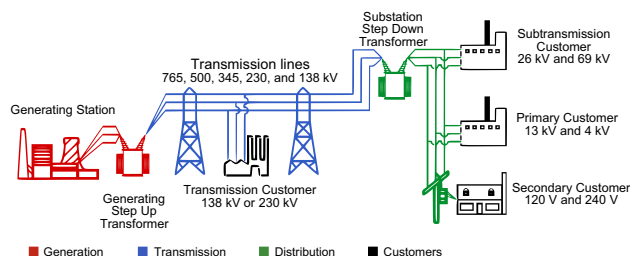 Substation
Step Down
Transformer
Subtransmission
Customer
26 kV and 69 kV
Transmission lines
765, 500, 345, 230, and 138 kV
Generating Station
Primary Customer
13 kV and 4 kV
Transmission Customer
138 kV or 230 kV
Generating
Step Up
Transformer
Secondary Customer
120 V and 240 V
Generation
Transmission
Distribution
Customers